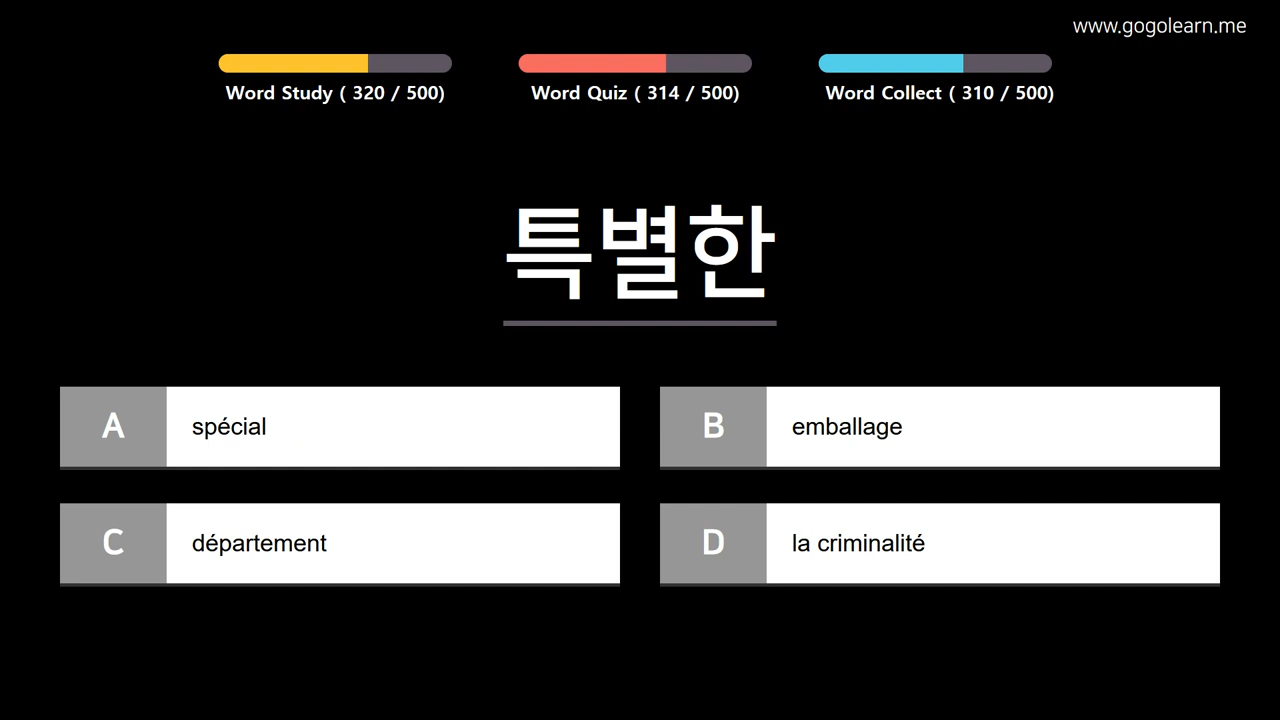 www.gogolearn.me
Word Study ( 320 / 500)
Word Quiz ( 314 / 500)
Word Collect ( 310 / 500)
특별한
A spécial
B emballage
C département
D la criminalité